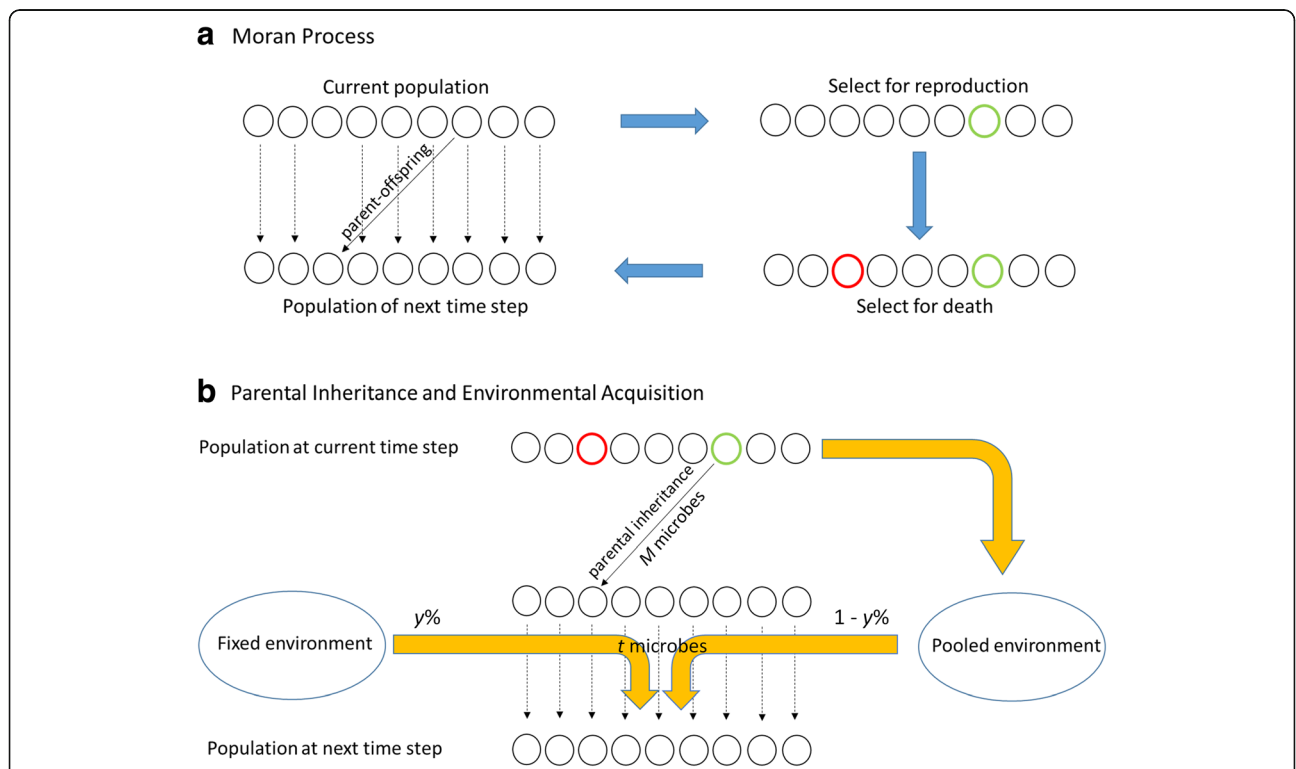 a Moran Process
Current population
Select for reproduction
parent-offspring
Population of next time step
Select for death
b Parental Inheritance and Environmental Acquisition
Population at current time step
parental inheritance
M microbes
y%
1 - y%
Fixed environment
t microbes
Pooled environment
Population at next time step